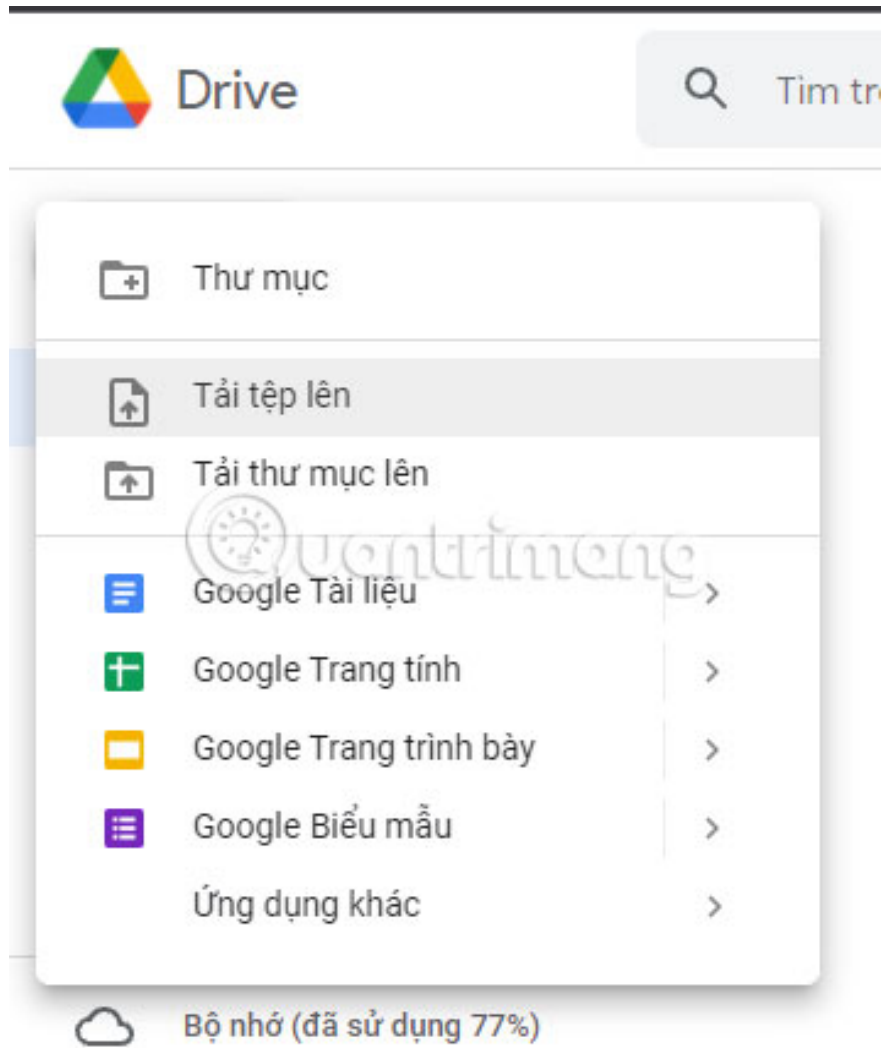 Drive
Tìm tr
Thư mục
Tải tệp lên
Tải thư mục lên
Quantrimang
Google Tài liệu
Google Trang tính
Google Trang trình bày
Google Biểu mẫu
Ứng dụng khác
Bộ nhớ (đã sử dụng 77%)